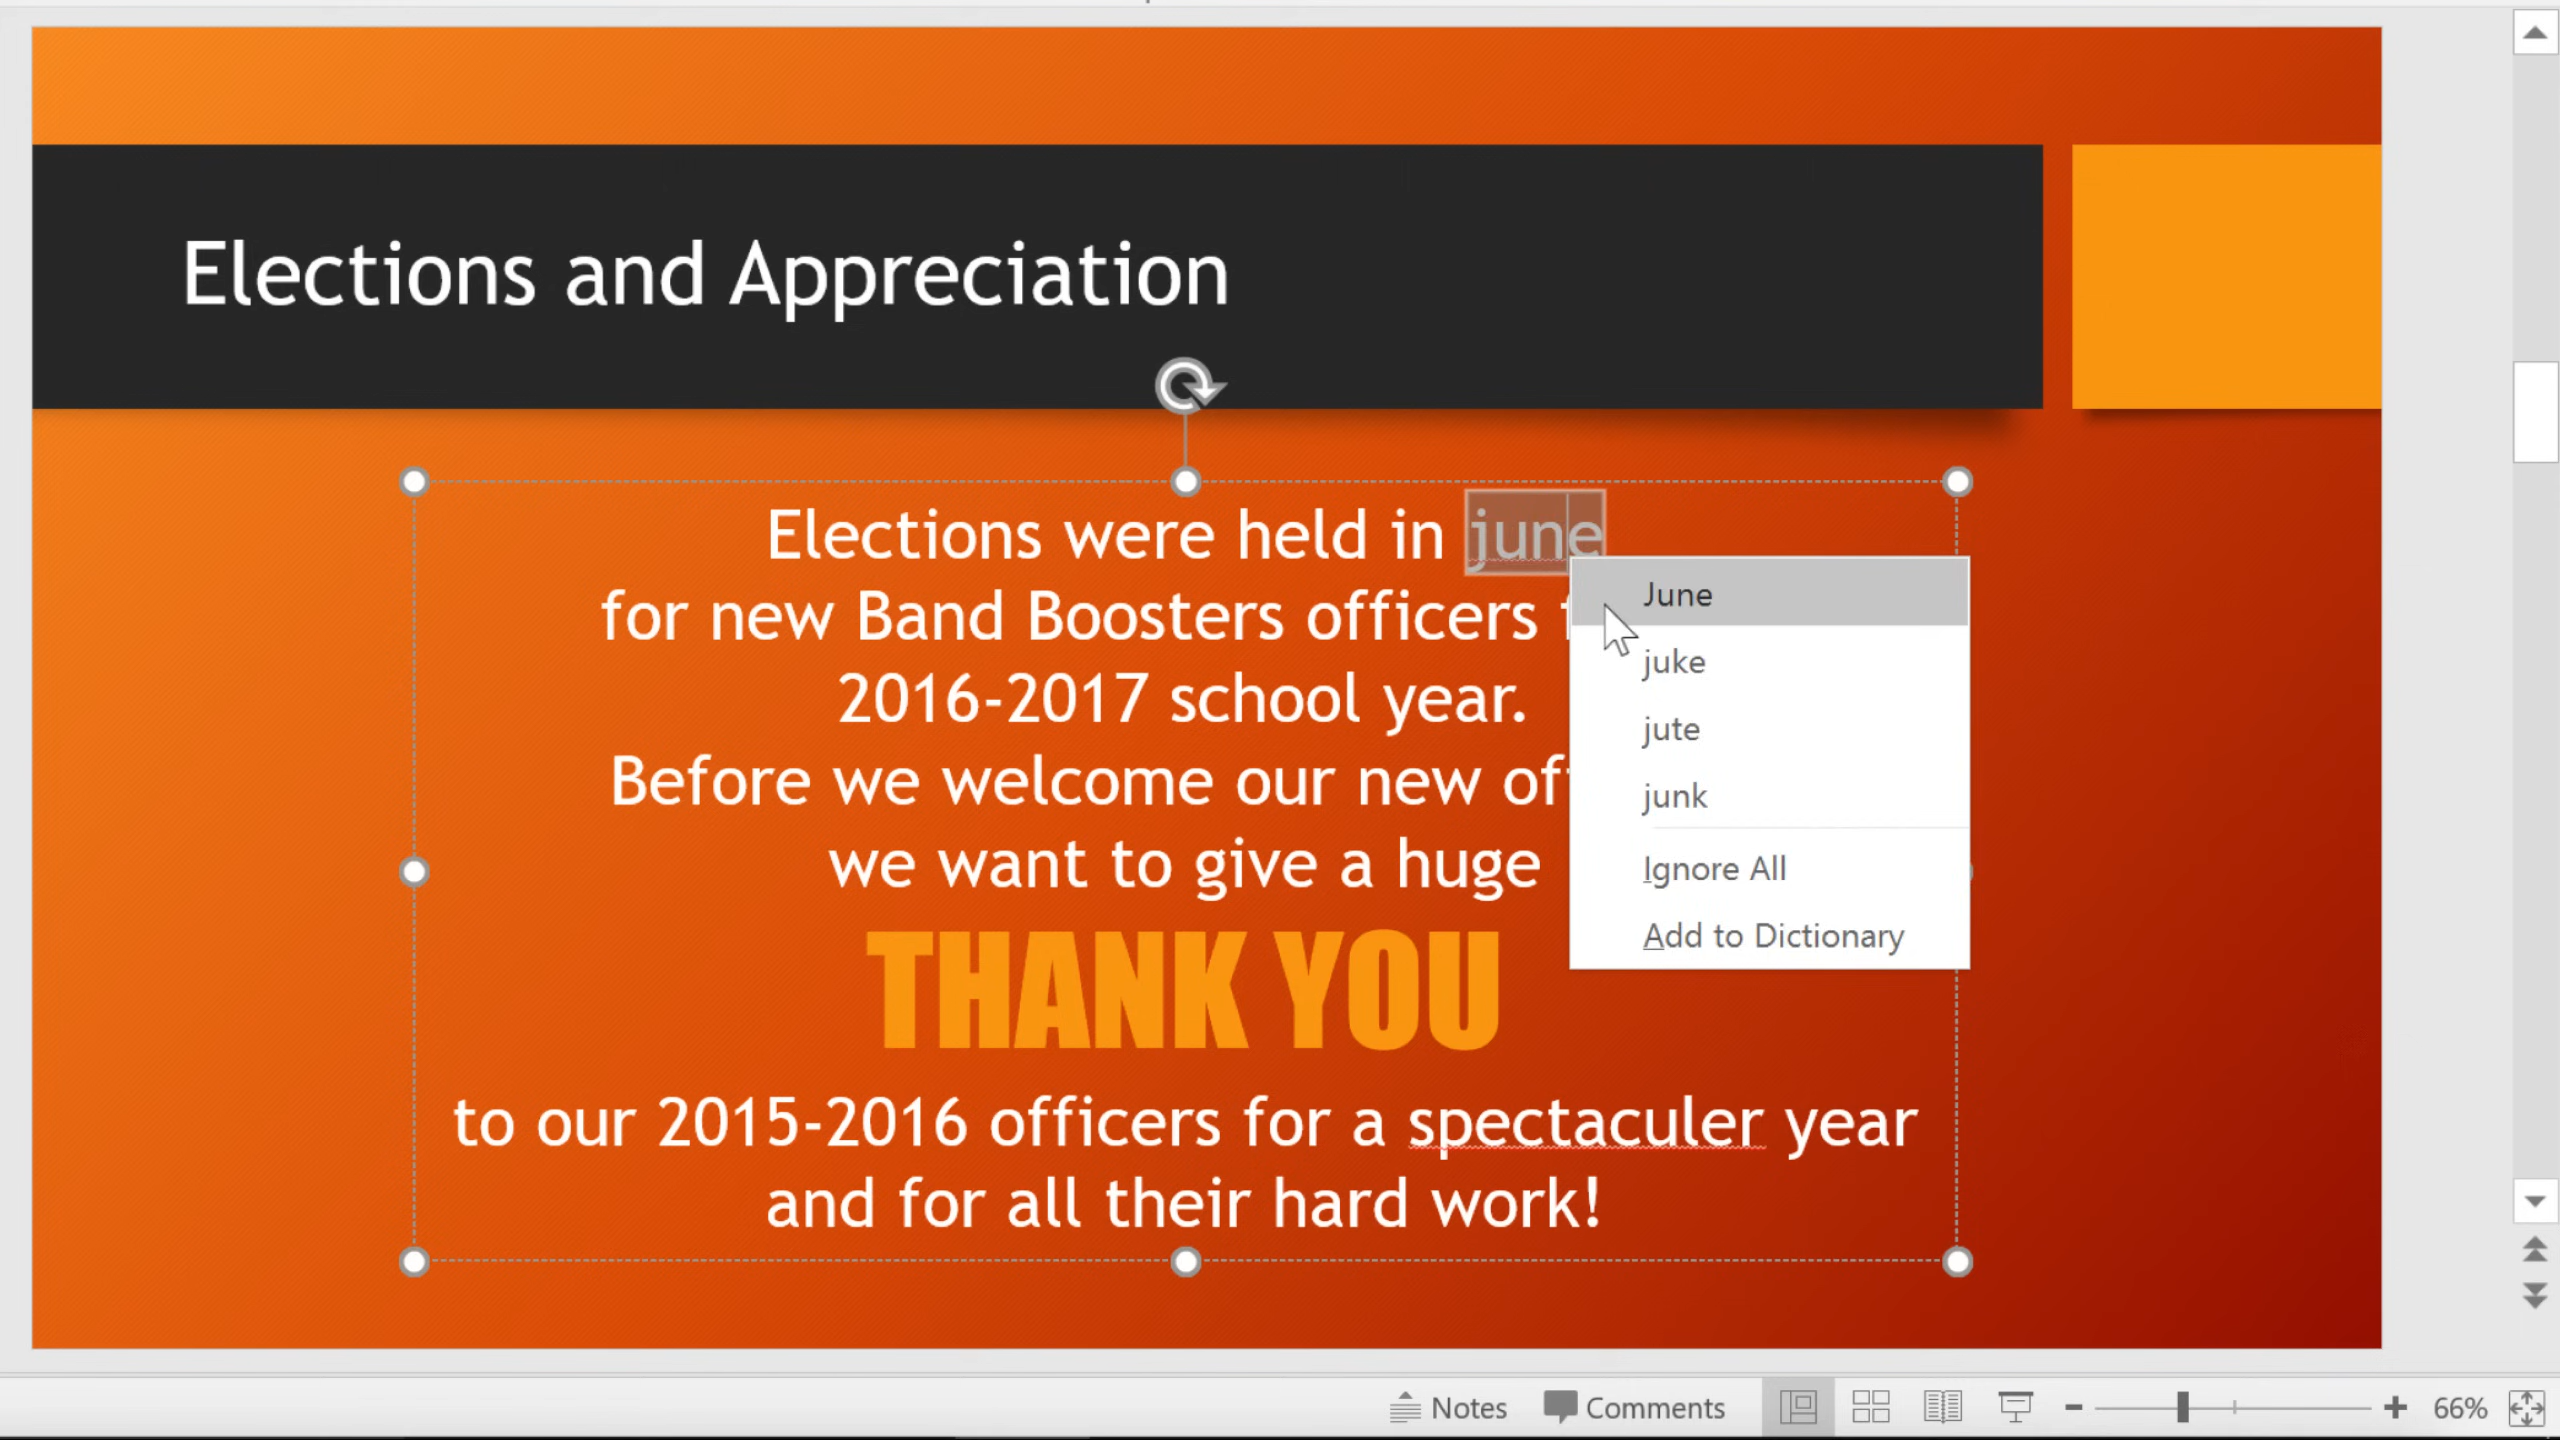 Elections and Appreciation
Elections were held in june
for new Band Boosters officers
2016-2017 school year.
Before we welcome our new
we want to give a huge
THANK YOU
to our 2015-2016 officers for a spectaculer year
and for all their hard work!
June
juke
jute
junk
Ignore All
Add to Dictionary
Notes
Comments
66%